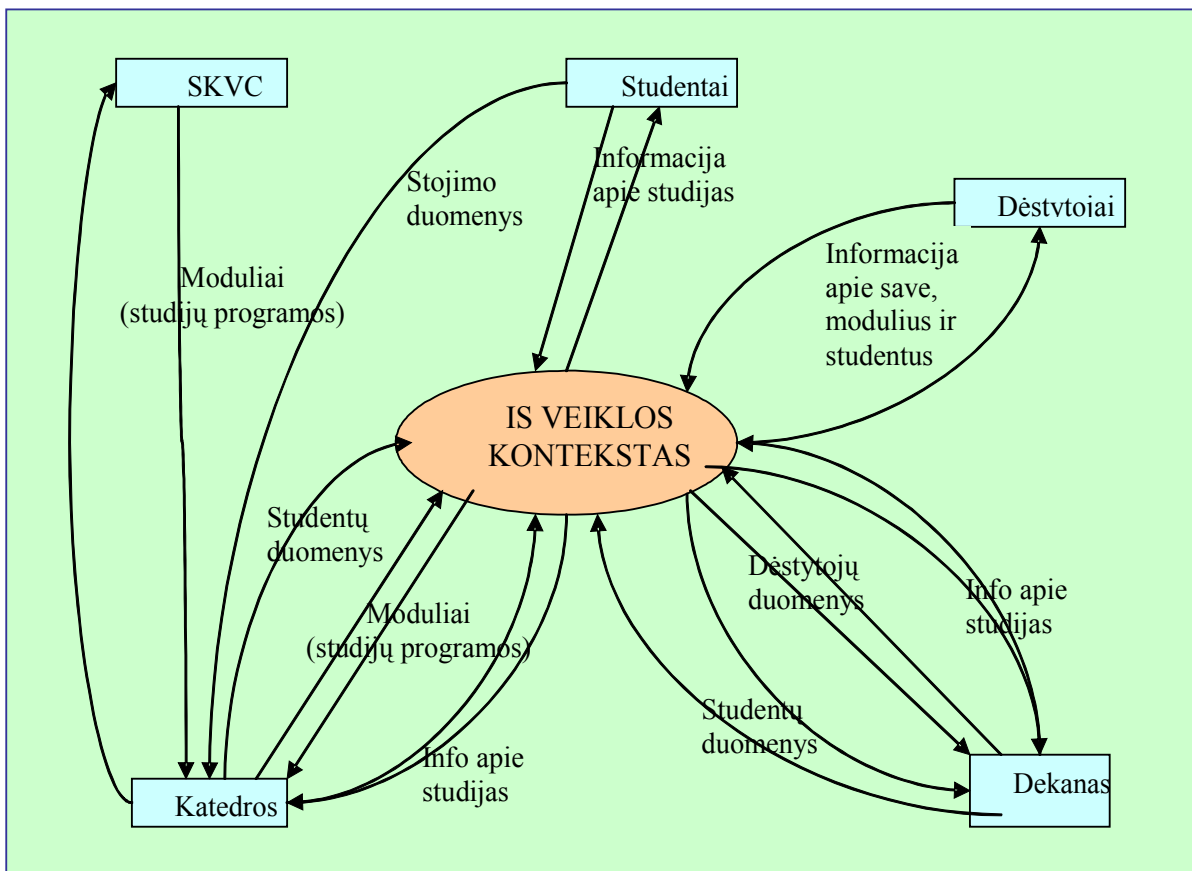 SKVC
Studentai
Informacija
apie studijas
Stojimo
duomenys
Dėstytojai
Informacija
apie save,
modulius ir
studentus
Moduliai
(studijų programos)
IS VEIKLOS
KONTEKSTAS
Studentų
duomenys
Dėstytojų
duomenys
Info apie
studijas
Moduliai
(studijų programos)
Studentų
duomenys
Info apie
studijas
Katedros
Dekanas